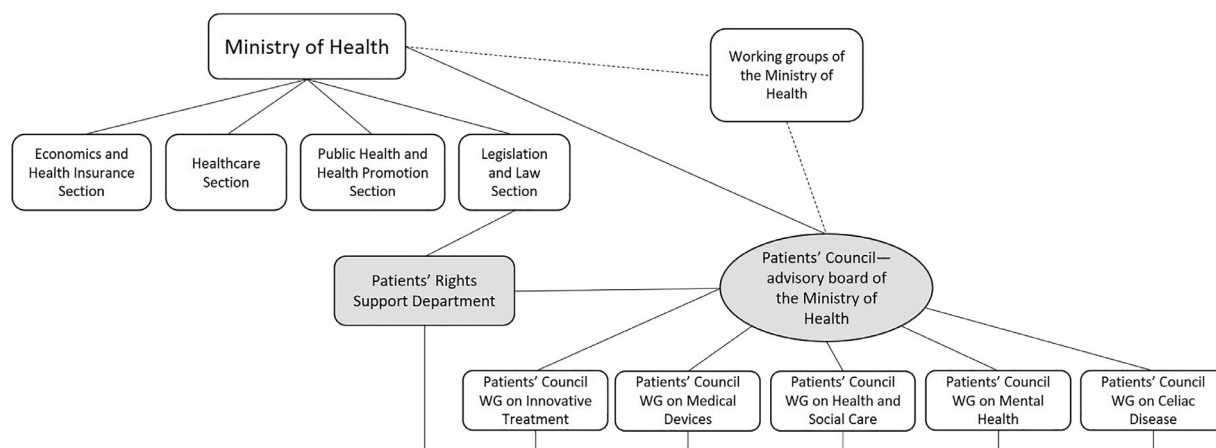 Ministry of Health
Working groups of
the Ministry of
Health
Economics and
Health Insurance
Section
Healthcare
Section
Public Health and
Health Promotion
Section
Legislation
and Law
Section
Patients’ Rights
Support Department
Patients’ Council—
advisory board of
the Ministry of
Health
Patients’ Council
WG on Innovative
Treatment
Patients’ Council
WG on Medical
Devices
Patients’ Council
WG on Health and
Social Care
Patients’ Council
WG on Mental
Health
Patients’ Council
WG on Celiac
Disease